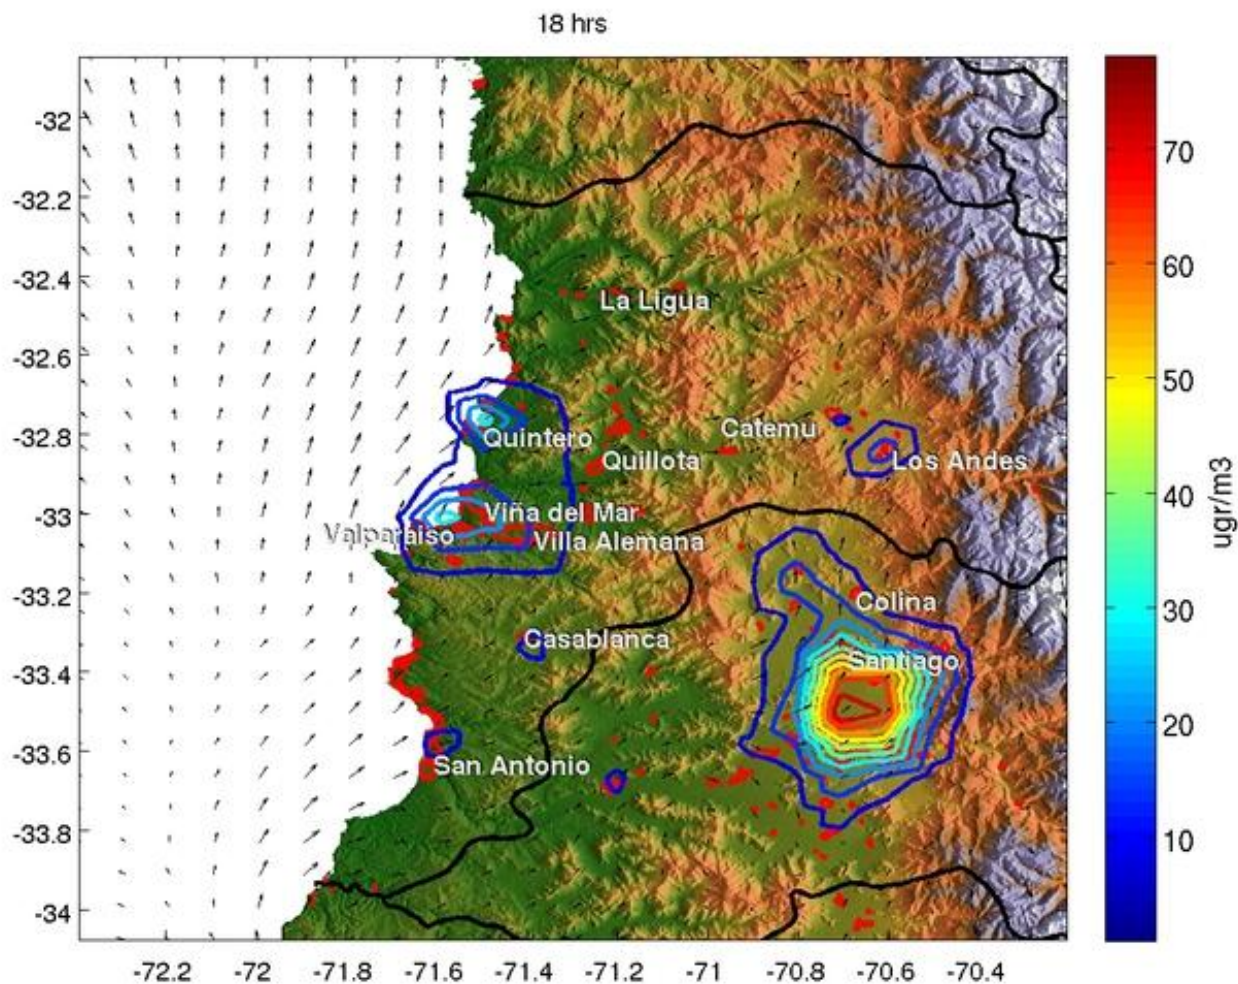 18 hrs
-32
-32.2
-32.4
-32.6
-32.8
-33
-33.2
-33.4
-33.6
-33.8
-34
La Ligua
Quintero
Catemu
Quillota
Los Andes
Viña del Mar
Valparaiso
Villa Alemana
Colina
Casablanca
Santiago
San Antonio
-72.2
-72
-71.8
-71.6
-71.4
-71.2
-71
-70.8
-70.6
-70.4
70
60
50
40
30
20
10
ugr/m3